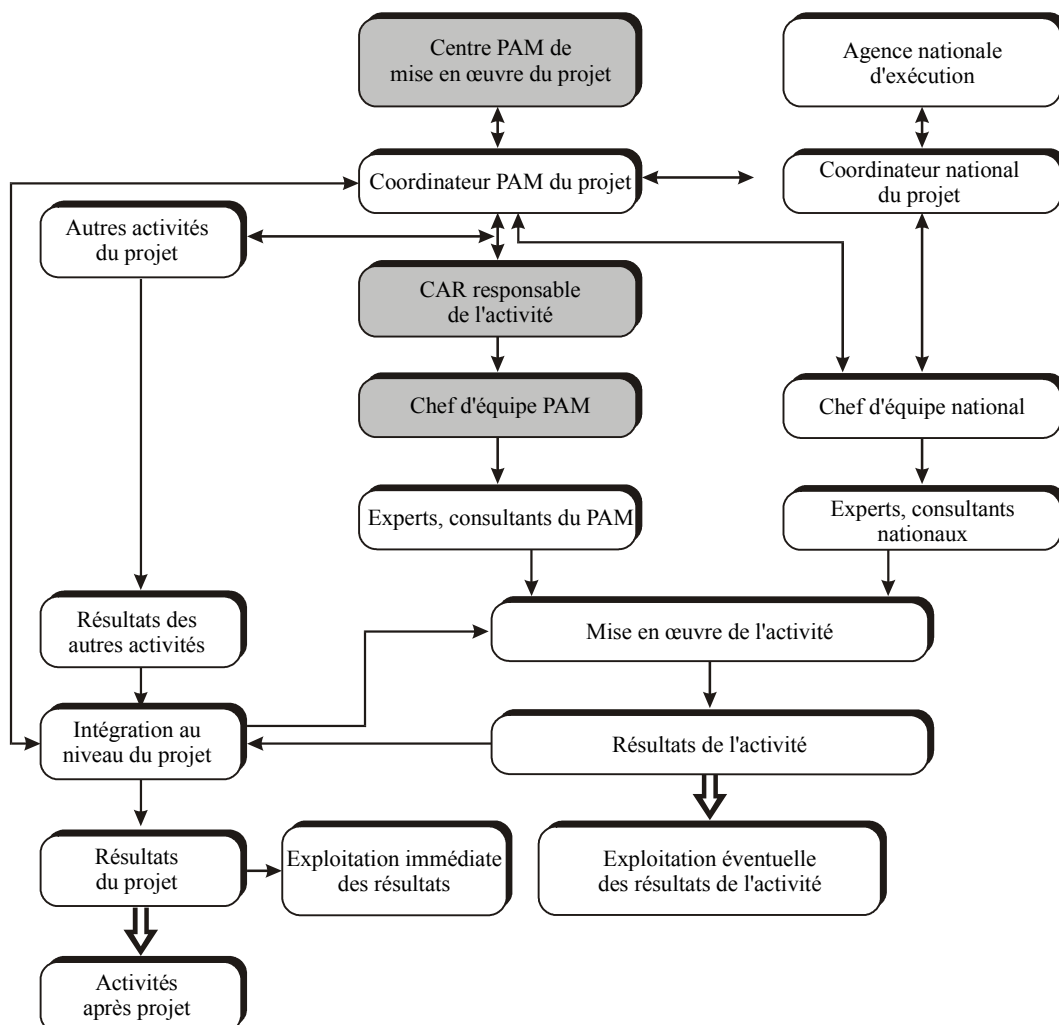 Centre PAM de
mise en œuvre du projet
Agence nationale
d'exécution
Coordinateur PAM du projet
Coordinateur national
du projet
Autres activités
du projet
CAR responsable
de l'activité
Chef d'équipe PAM
Chef d'équipe national
Experts, consultants du PAM
Experts, consultants
nationaux
Résultats des
autres activités
Mise en œuvre de l'activité
Intégration au
niveau du projet
Résultats de l'activité
Résultats
du projet
Exploitation immédiate
des résultats
Exploitation éventuelle
des résultats de l'activité
Activités
après projet